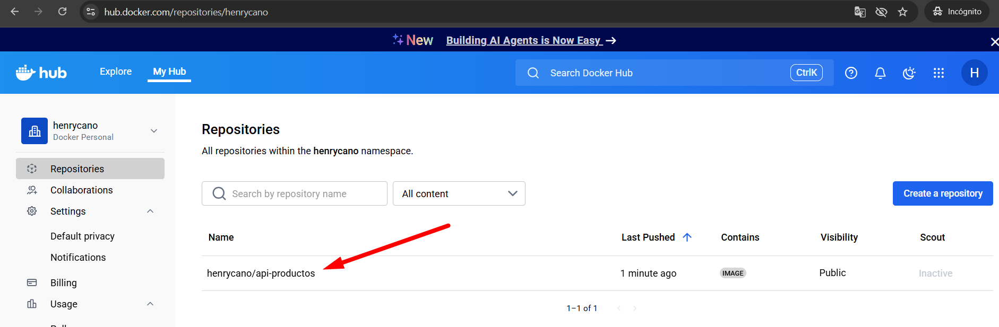 hub.docker.com/repositories/henrycano
Incógnito
New Building AI Agents is Now Easy →
hub
Explore
My Hub
Search Docker Hub
CtrlK
H
henrycano
Docker Personal
Repositories
Collaborations
Settings
Default privacy
Notifications
Billing
Usage
Repositories
All repositories within the henrycano namespace.
Search by repository name
All content
Create a repository
Name Last Pushed Contains Visibility Scout
henrycano/api-productos 1 minute ago IMAGE Public Inactive
1–1 of 1